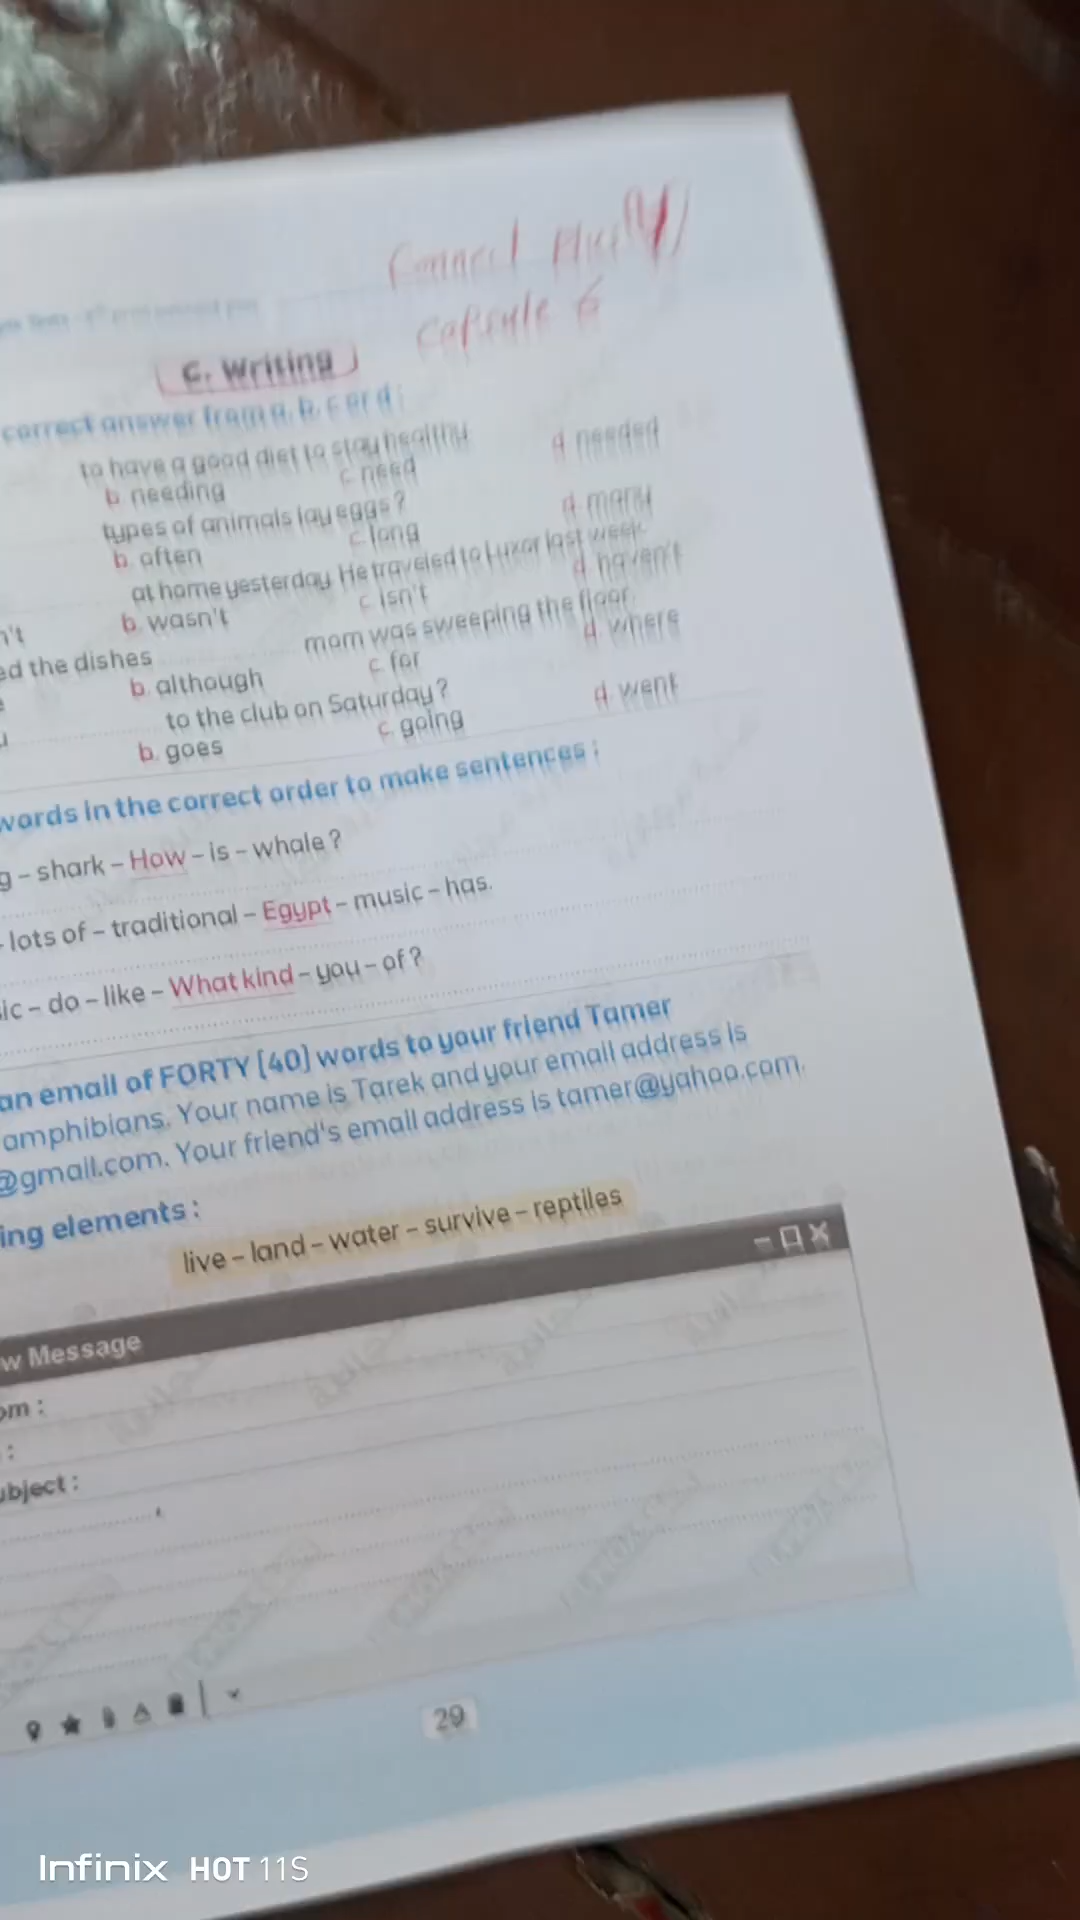 Connect Plus
Capsule 6
C. Writing
correct answer from a, b, c or d :
to have a good diet to stay healthy
b. needing c. need d. needed
types of animals lay eggs ?
b. often c. long d. many
at home yesterday. He traveled to Luxor last week.
n't b. wasn't c. isn't d. haven't
ed the dishes mom was sweeping the floor.
b. although c. for d. where
to the club on Saturday ?
b. goes c. going d. went
words in the correct order to make sentences :
g – shark – How – is – whale ?
– lots of – traditional – Egypt – music – has.
ic – do – like – What kind – you – of ?
an email of FORTY [40] words to your friend Tamer
amphibians. Your name is Tarek and your email address is
@gmail.com. Your friend's email address is tamer@yahoo.com.
ing elements :
live – land – water – survive – reptiles
w Message
om :
:
ubject :
29
Infinix HOT 11S